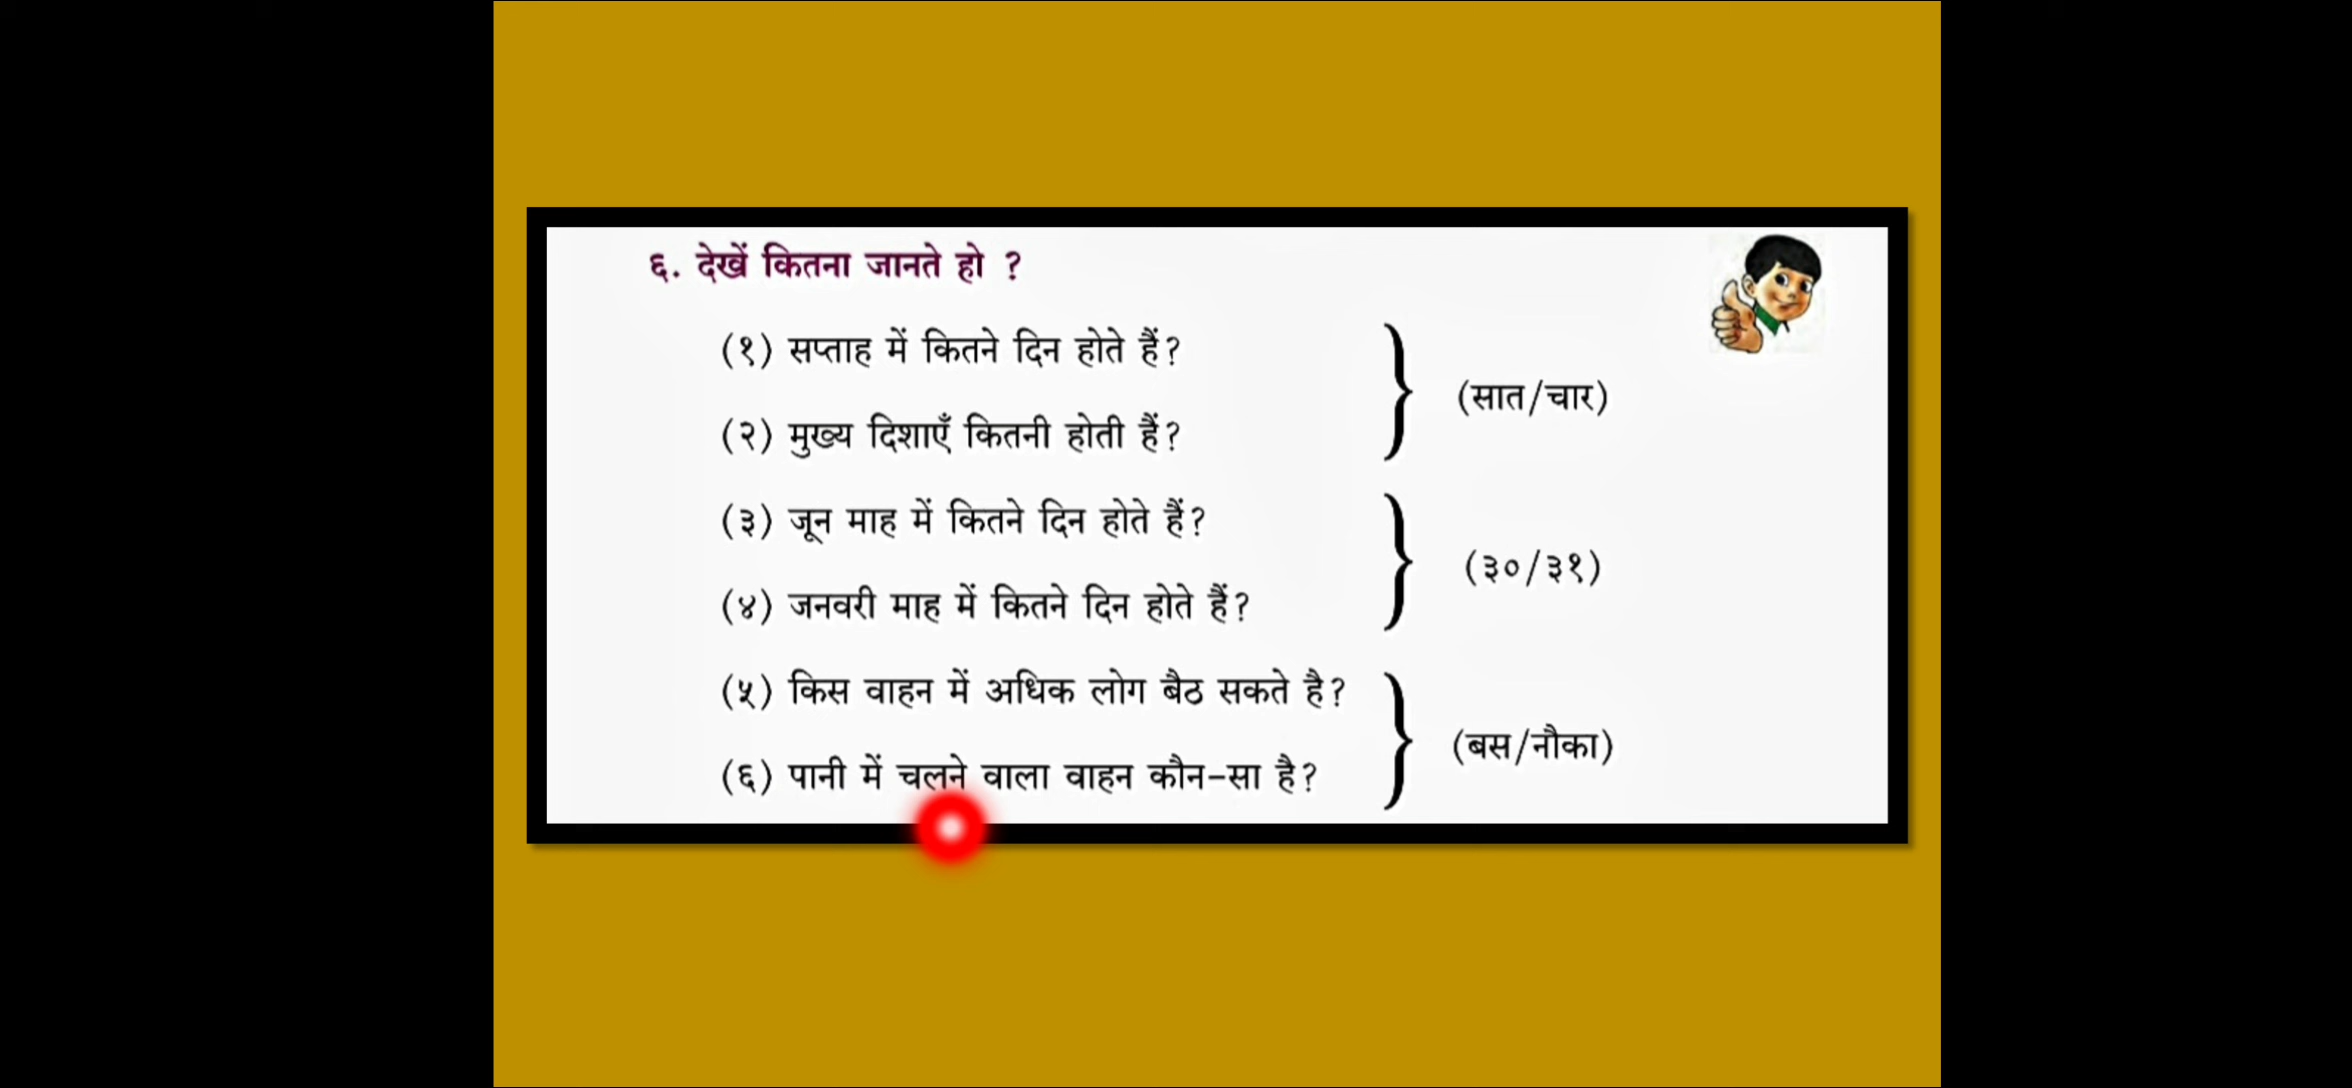 ६. देखें कितना जानते हो ?
(१) सप्ताह में कितने दिन होते हैं?
(२) मुख्य दिशाएँ कितनी होती हैं?
(सात/चार)
(३) जून माह में कितने दिन होते हैं?
(४) जनवरी माह में कितने दिन होते हैं?
(३०/३१)
(५) किस वाहन में अधिक लोग बैठ सकते है?
(६) पानी में चलने वाला वाहन कौन-सा है?
(बस/नौका)